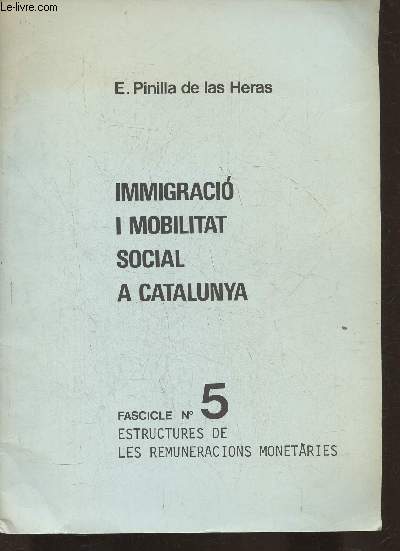 © Le-livre.com
E. Pinilla de las Heras
IMMIGRACIÓ
I MOBILITAT
SOCIAL
A CATALUNYA
FASCICLE Nº 5
ESTRUCTURES DE
LES REMUNERACIONS MONETÀRIES